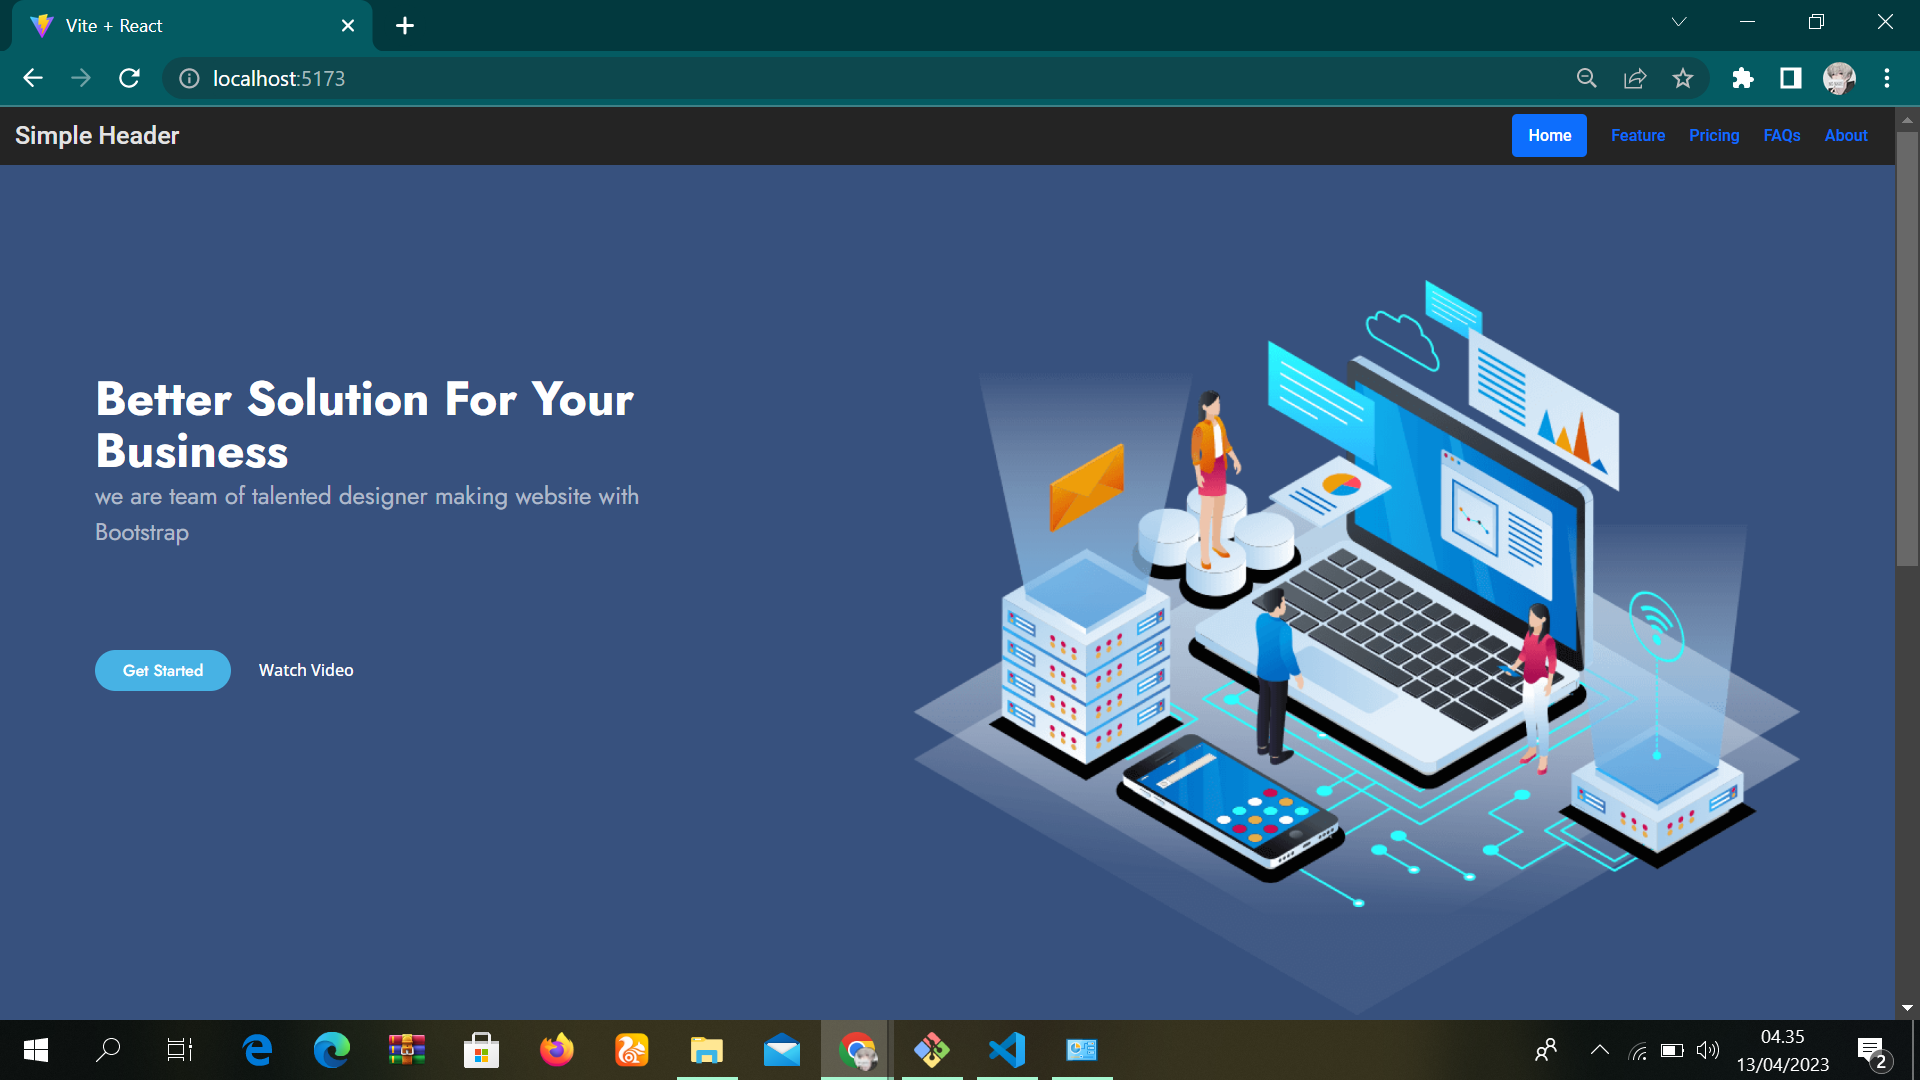 Vite + React
localhost:5173
Simple Header
Home Feature Pricing FAQs About
Better Solution For Your
Business
we are team of talented designer making website with
Bootstrap
Get Started Watch Video
04.35
13/04/2023
2